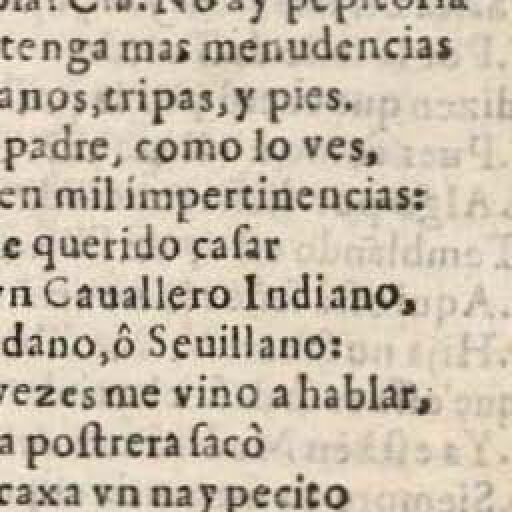 No ay pepitoria
tenga mas menudencias
anos,tripas,y pies.
padre, como lo ves,
en mil impertinencias:
e querido caſar
vn Cauallero Indiano,
dano,ô Seuillano:
vezes me vino a hablar,
a poſtrera ſacò
caxa vn naypecito